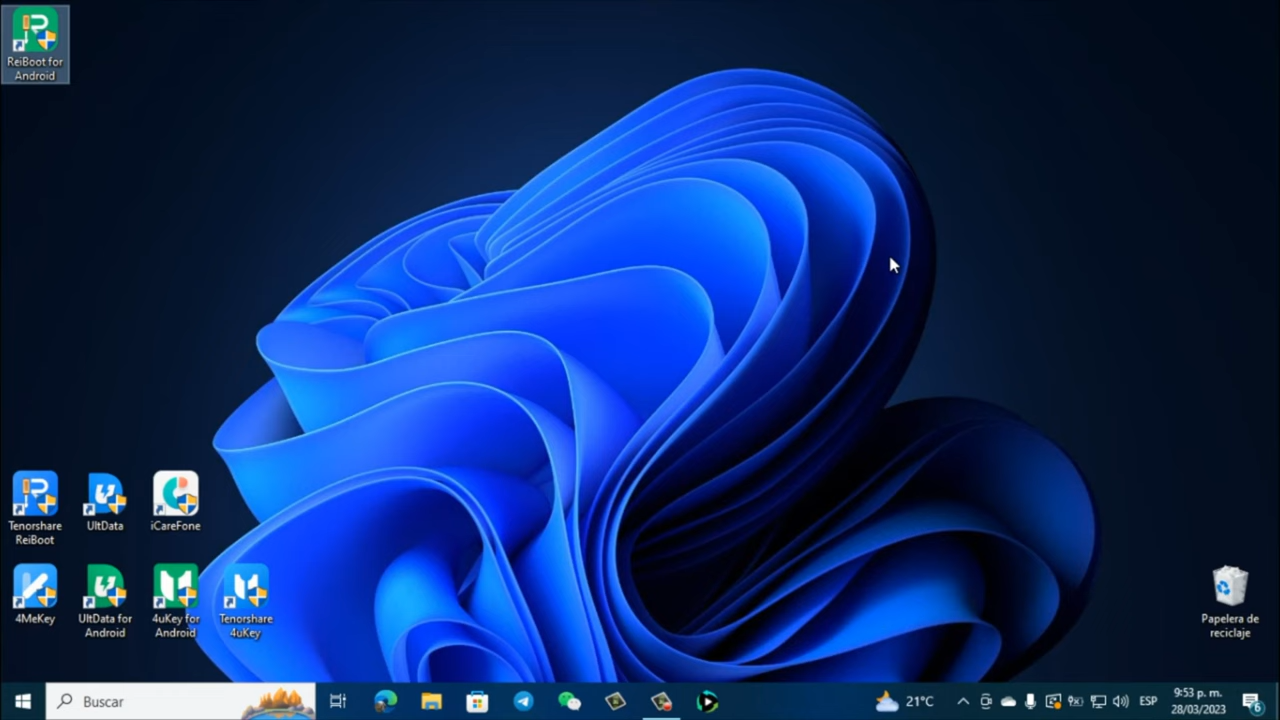 ReiBoot for
Android
Tenorshare
ReiBoot
UltData
iCareFone
4MeKey
UltData for
Android
4uKey for
Android
Tenorshare
4uKey
Papelera de
reciclaje
Buscar
21°C
ESP
9:53 p. m.
28/03/2023
6